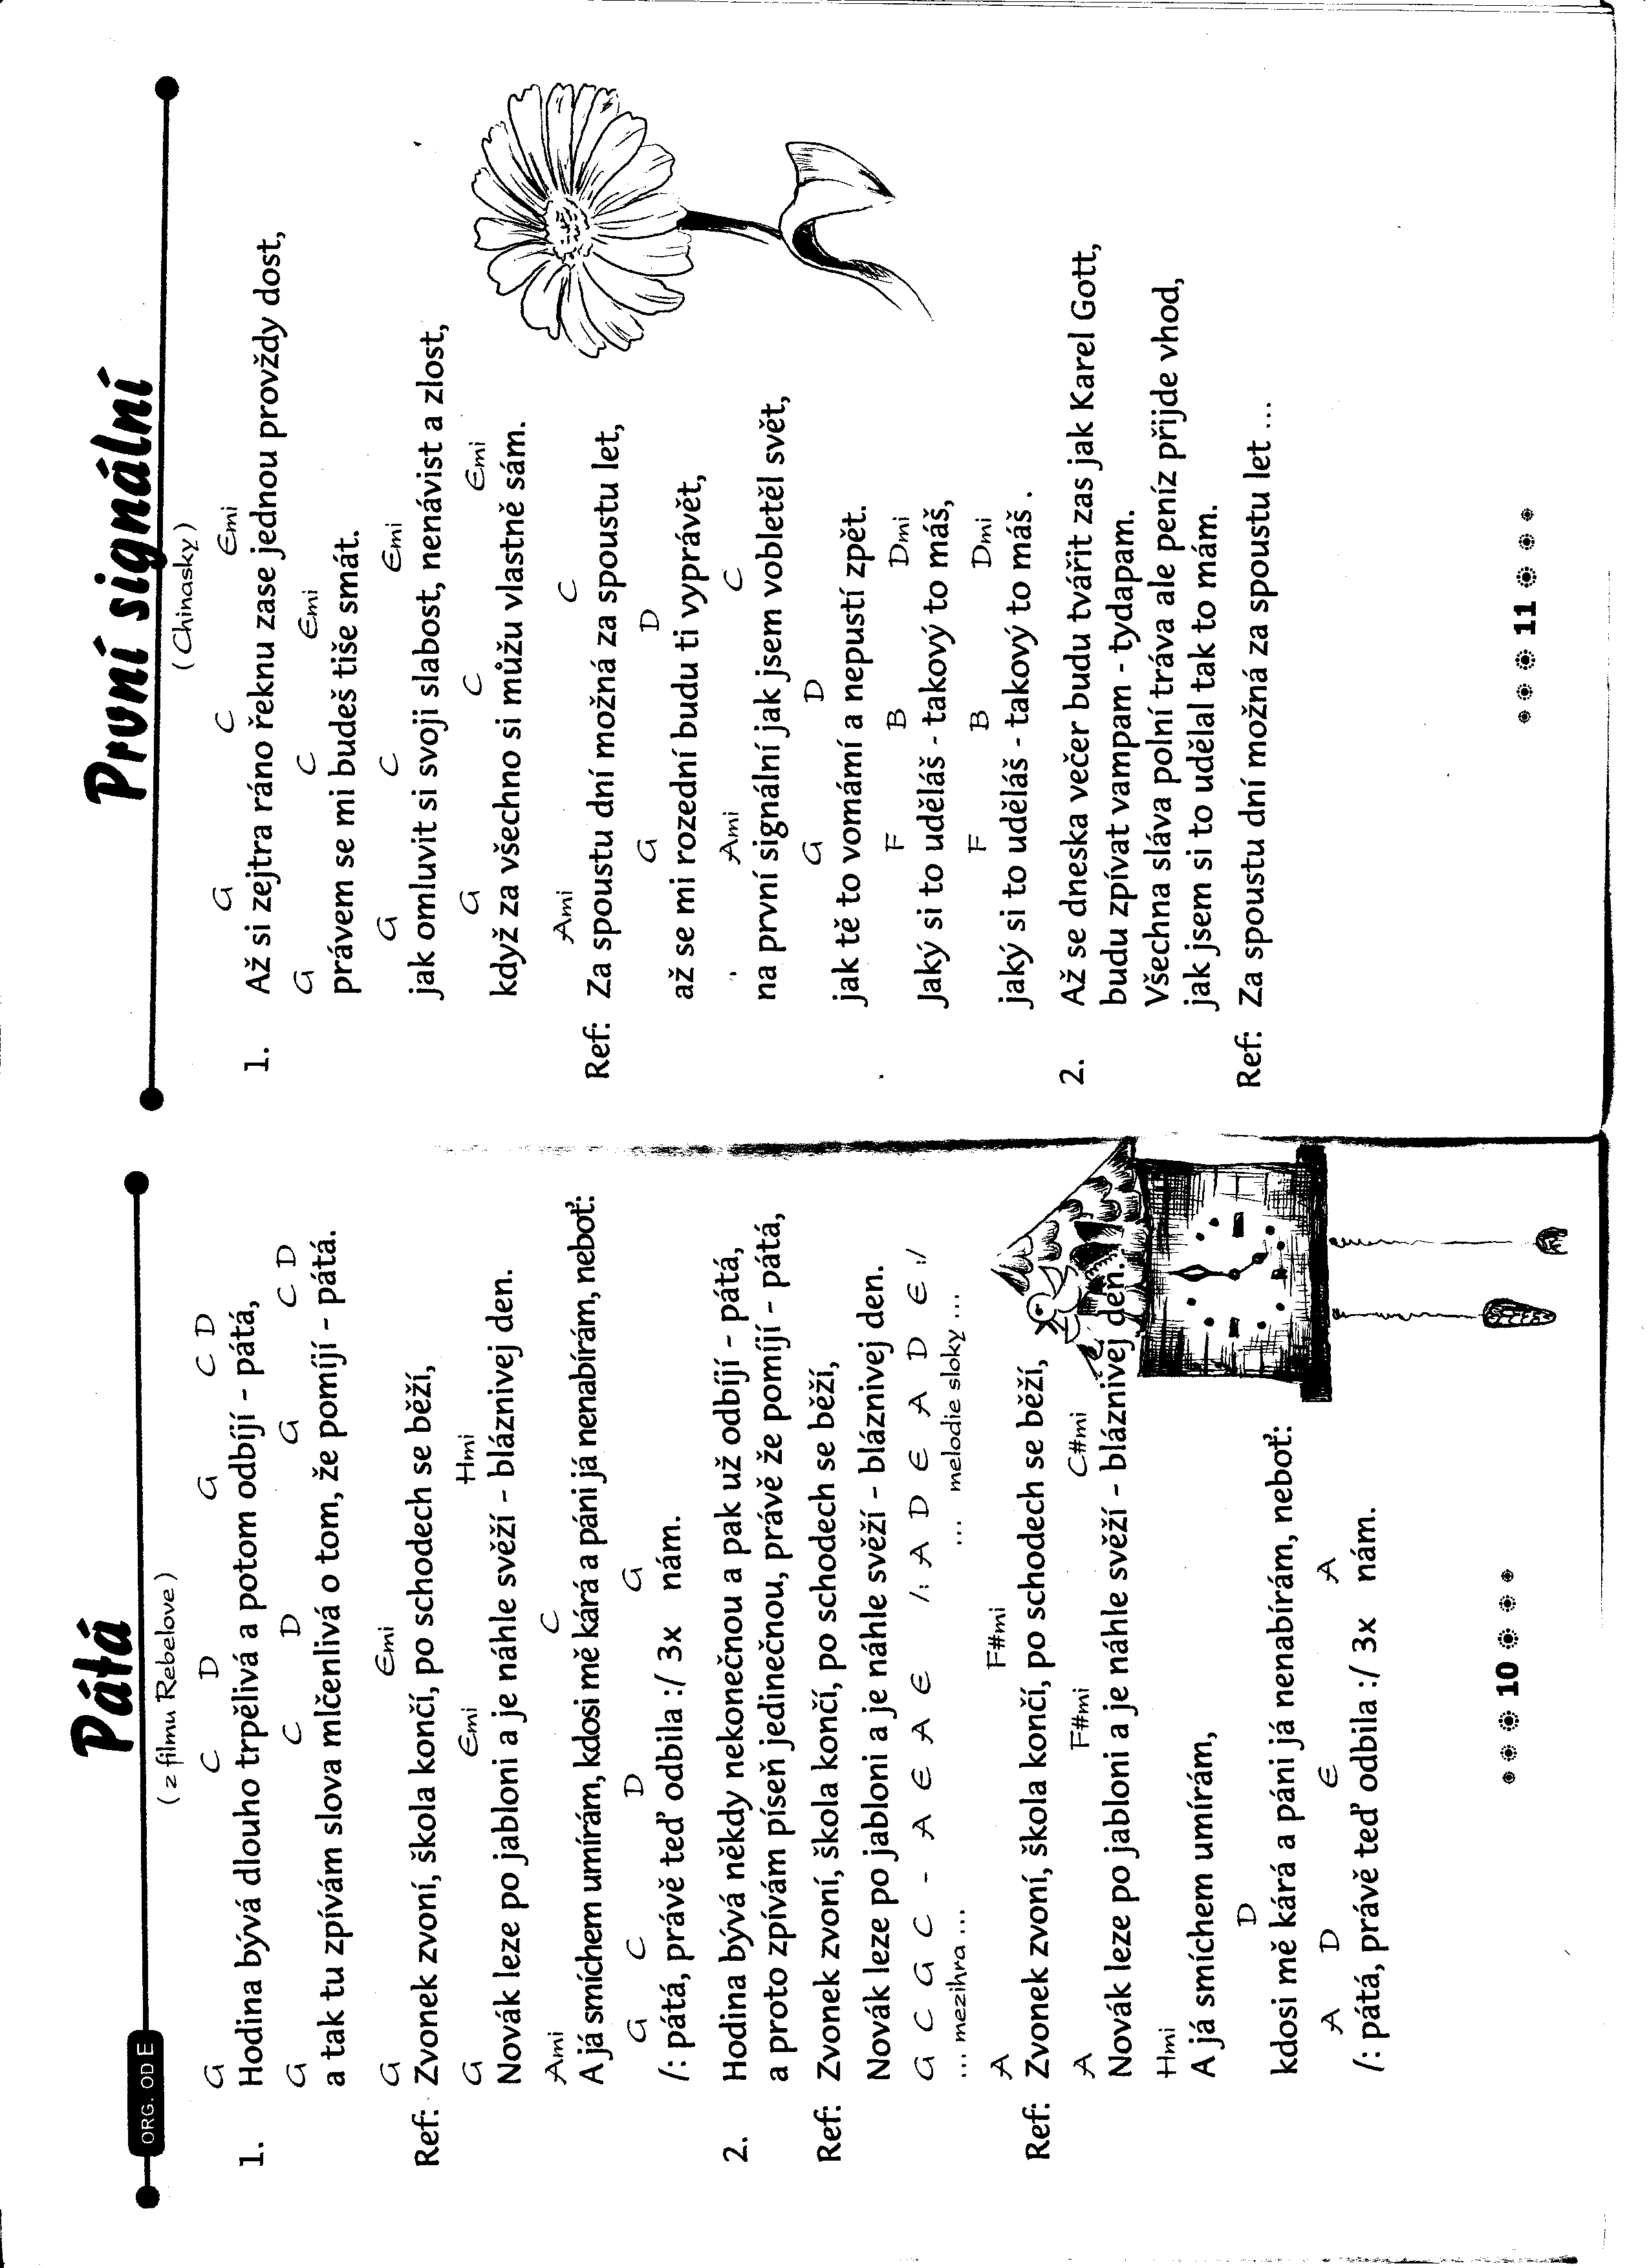 Pátá
ORG. OD E
( z filmu Rebelove )
G C D G C D
1. Hodina bývá dlouho trpělivá a potom odbíjí - pátá,
G C D G C D
a tak tu zpívám slova mlčenlivá o tom, že pomíjí - pátá.
G Emi
Ref: Zvonek zvoní, škola končí, po schodech se běží,
G Emi Hmi
Novák leze po jabloni a je náhle svěží - bláznivej den.
Ami C
A já smíchem umírám, kdosi mě kárá a páni já nenabírám, neboť:
G C D G
/: pátá, právě teď odbila :/ 3x nám.
2. Hodina bývá někdy nekonečnou a pak už odbíjí - pátá,
a proto zpívám píseň jedinečnou, právě že pomíjí - pátá,
Ref: Zvonek zvoní, škola končí, po schodech se běží,
Novák leze po jabloni a je náhle svěží - bláznivej den.
G C G C - A E A E /: A D E A D E :/
... mezihra ... ... melodie sloky ...
A F#mi
Ref: Zvonek zvoní, škola končí, po schodech se běží,
A F#mi C#mi
Novák leze po jabloni a je náhle svěží - bláznivej den.
Hmi
A já smíchem umírám,
D
kdosi mě kárá a páni já nenabírám, neboť:
A D E A
/: pátá, právě teď odbila :/ 3x nám.
10
První signální
( Chinasky )
G C Emi
1. Až si zejtra ráno řeknu zase jednou provždy dost,
G C Emi
právem se mi budeš tiše smát.
G C Emi
jak omluvit si svoji slabost, nenávist a zlost,
G C Emi
když za všechno si můžu vlastně sám.
Ami C
Ref: Za spoustu dní možná za spoustu let,
G D
až se mi rozední budu ti vyprávět,
Ami C
na první signální jak jsem vobletěl svět,
G D
jak tě to vomámí a nepustí zpět.
F B Dmi
Jaký si to uděláš - takový to máš,
F B Dmi
jaký si to uděláš - takový to máš .
2. Až se dneska večer budu tvářit zas jak Karel Gott,
budu zpívat vampam - tydapam.
Všechna sláva polní tráva ale peníz přijde vhod,
jak jsem si to udělal tak to mám.
Ref: Za spoustu dní možná za spoustu let ...
11